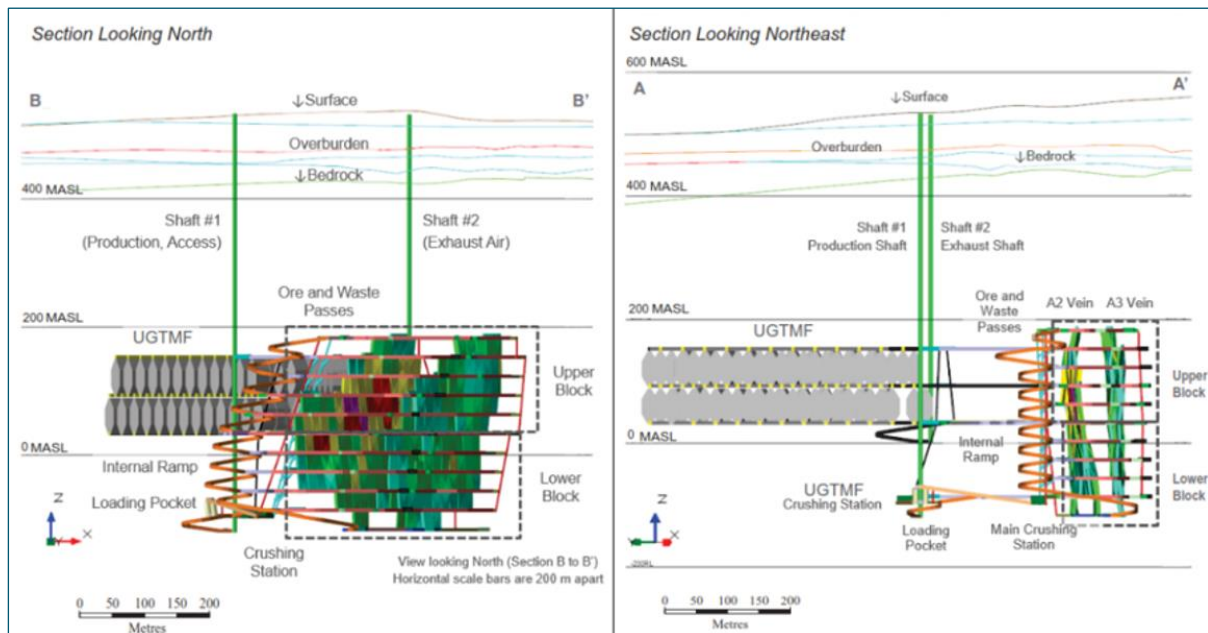 Section Looking North
B
B'
↓Surface
Overburden
↓Bedrock
400 MASL
Shaft #1
(Production, Access)
Shaft #2
(Exhaust Air)
Ore and Waste
Passes
200 MASL
UGTMF
Upper
Block
0 MASL
Internal Ramp
Lower
Block
Loading Pocket
Z
X
Crushing
Station
View looking North (Section B to B')
Horizontal scale bars are 200 m apart
0 50 100 150 200
Metres
Section Looking Northeast
600 MASL
A
A'
↓Surface
Overburden
↓Bedrock
400 MASL
Shaft #1
Production Shaft
Shaft #2
Exhaust Shaft
200 MASL
Ore and
Waste
Passes
A2 Vein
A3 Vein
UGTMF
Upper
Block
0 MASL
Internal
Ramp
Lower
Block
UGTMF
Crushing Station
Z
X
Loading
Pocket
Main Crushing
Station
-200RL
0 50 100 150 200
Metres